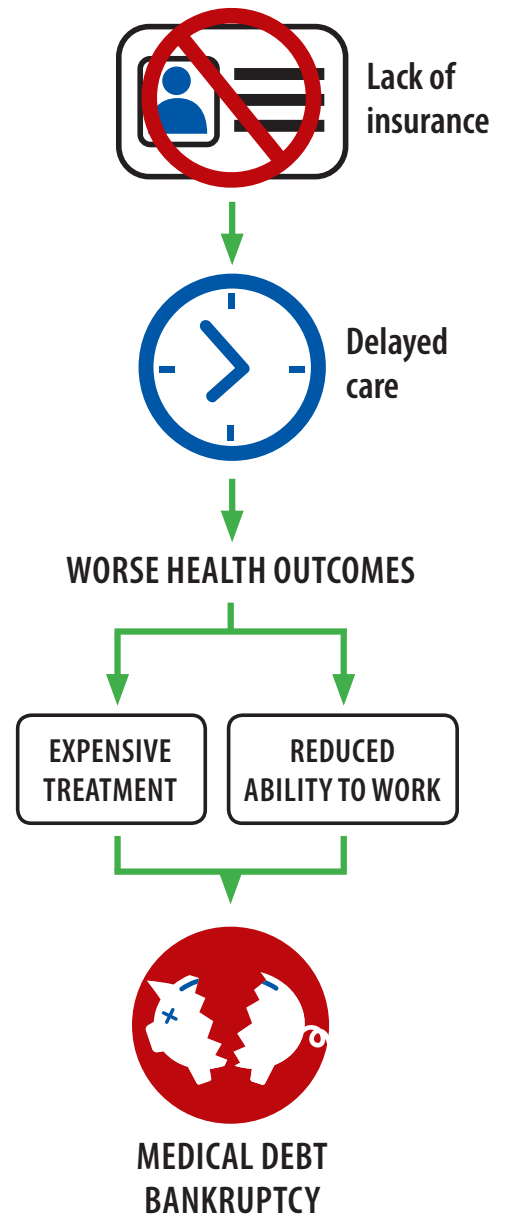 Lack of
insurance
Delayed
care
WORSE HEALTH OUTCOMES
EXPENSIVE
TREATMENT
REDUCED
ABILITY TO WORK
MEDICAL DEBT
BANKRUPTCY